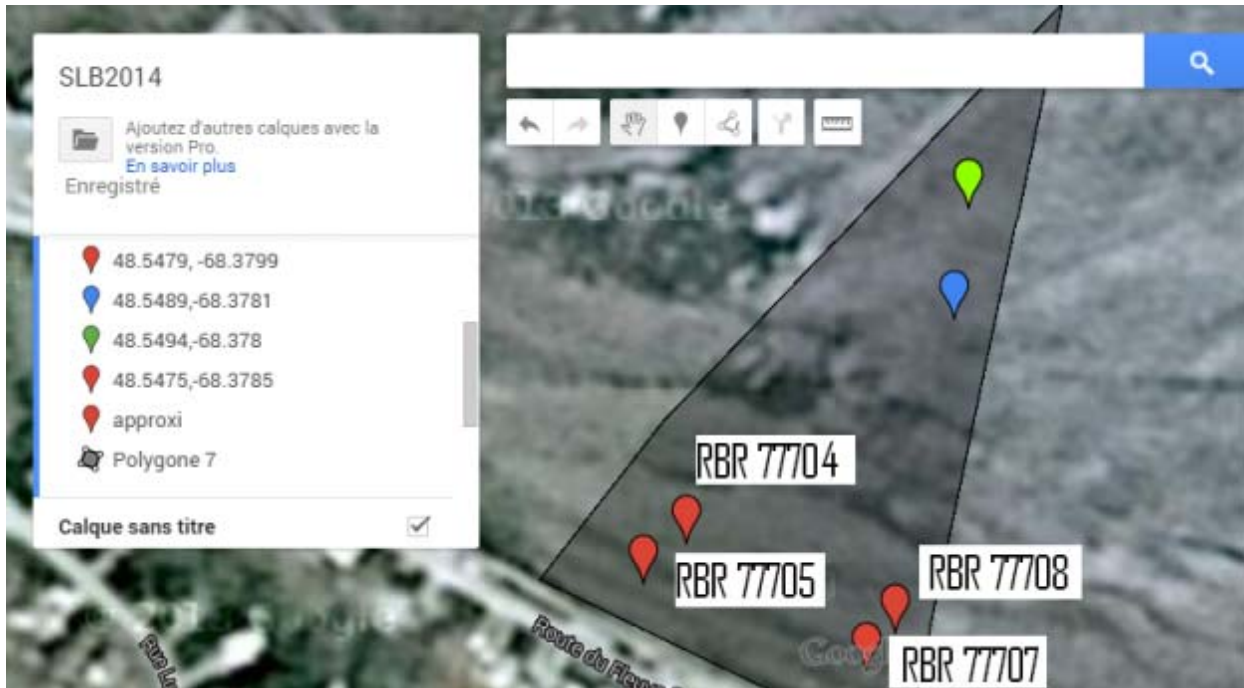 SLB2014
Ajoutez d'autres calques avec la
version Pro.
En savoir plus
Enregistré
48.5479, -68.3799
48.5489,-68.3781
48.5494,-68.378
48.5475,-68.3785
approxi
Polygone 7
Calque sans titre
RBR 77704
RBR 77705
RBR 77708
RBR 77707
Route du Fleuve
Rue